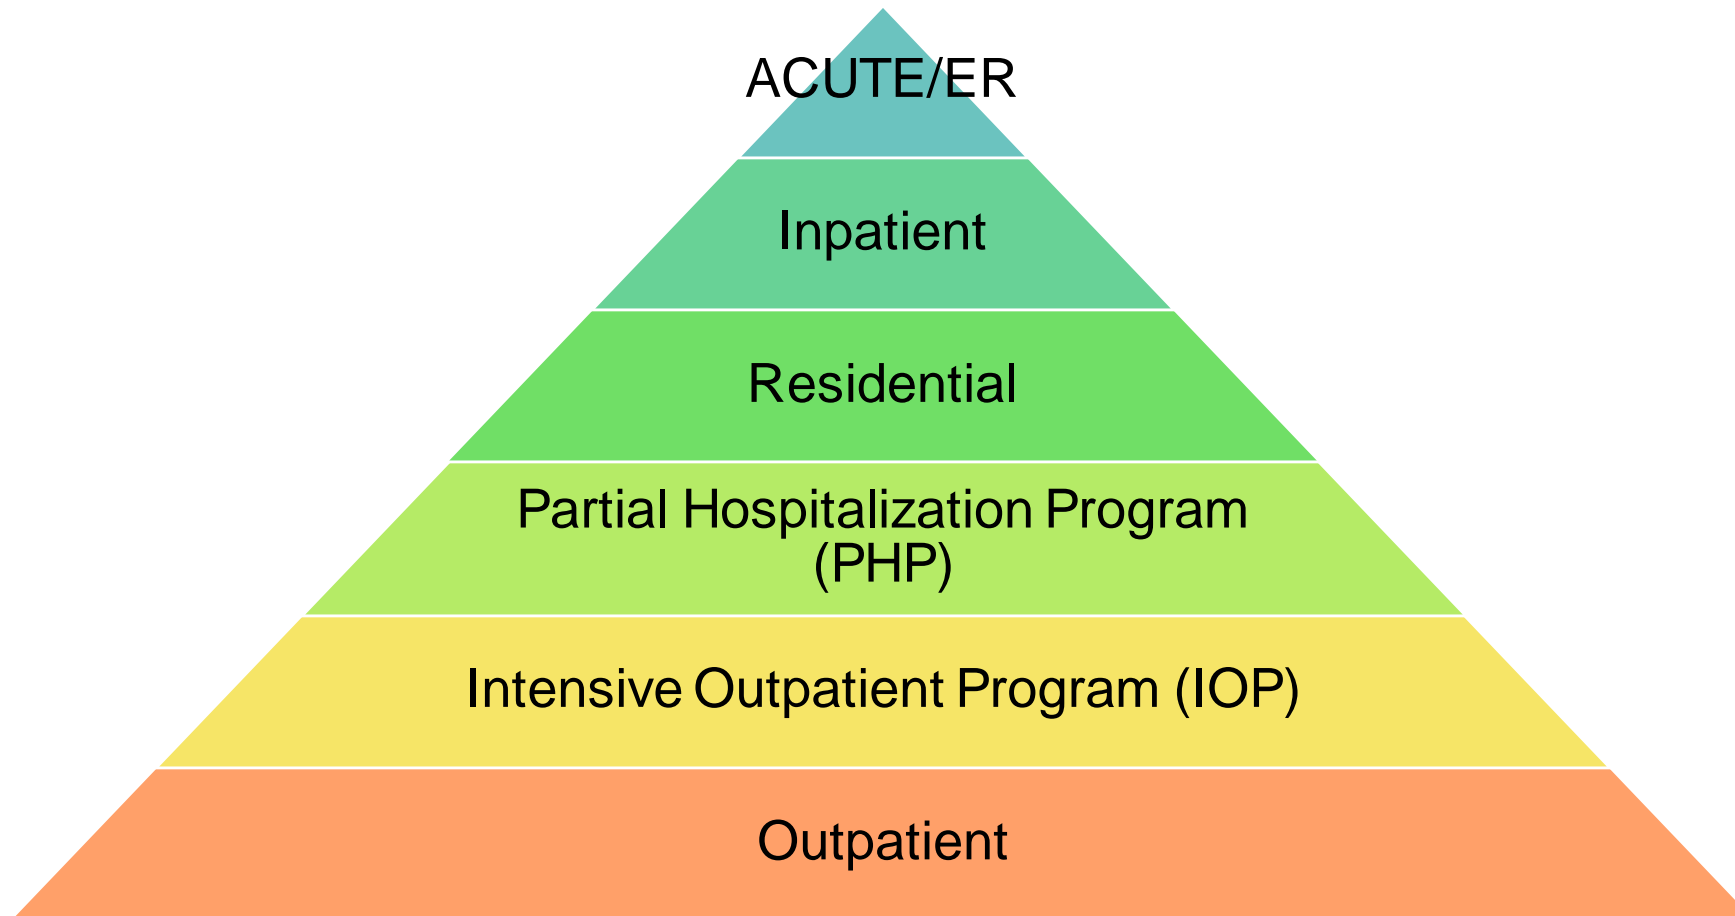 ACUTE/ER
Inpatient
Residential
Partial Hospitalization Program
(PHP)
Intensive Outpatient Program (IOP)
Outpatient